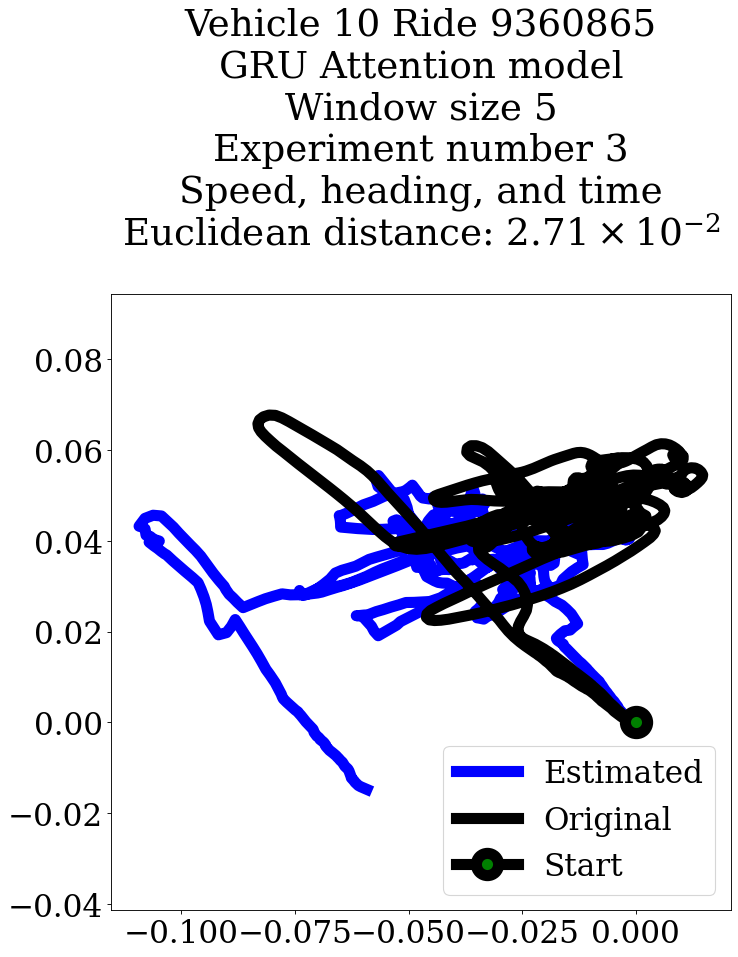 Vehicle 10 Ride 9360865
GRU Attention model
Window size 5
Experiment number 3
Speed, heading, and time
Euclidean distance: 2.71 × 10⁻²
0.08
0.06
0.04
0.02
0.00
−0.02
−0.04
Estimated
Original
Start
−0.100 −0.075 −0.050 −0.025 0.000